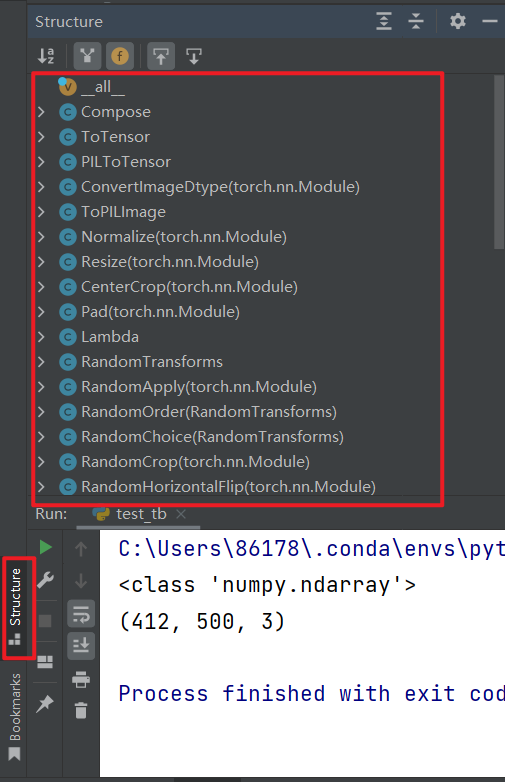 Structure
__all__
Compose
ToTensor
PILToTensor
ConvertImageDtype(torch.nn.Module)
ToPILImage
Normalize(torch.nn.Module)
Resize(torch.nn.Module)
CenterCrop(torch.nn.Module)
Pad(torch.nn.Module)
Lambda
RandomTransforms
RandomApply(torch.nn.Module)
RandomOrder(RandomTransforms)
RandomChoice(RandomTransforms)
RandomCrop(torch.nn.Module)
RandomHorizontalFlip(torch.nn.Module)
Run: test_tb
C:\Users\86178\.conda\envs\pyt
<class 'numpy.ndarray'>
(412, 500, 3)
Process finished with exit cod
Structure
Bookmarks